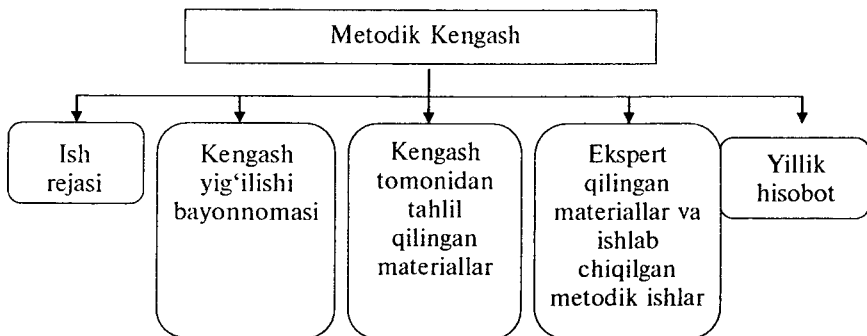 Metodik Kengash
Ish
rejasi
Kengash
yig‘ilishi
bayonnomasi
Kengash
tomonidan
tahlil
qilingan
materiallar
Ekspert
qilingan
materiallar va
ishlab
chiqilgan
metodik ishlar
Yillik
hisobot